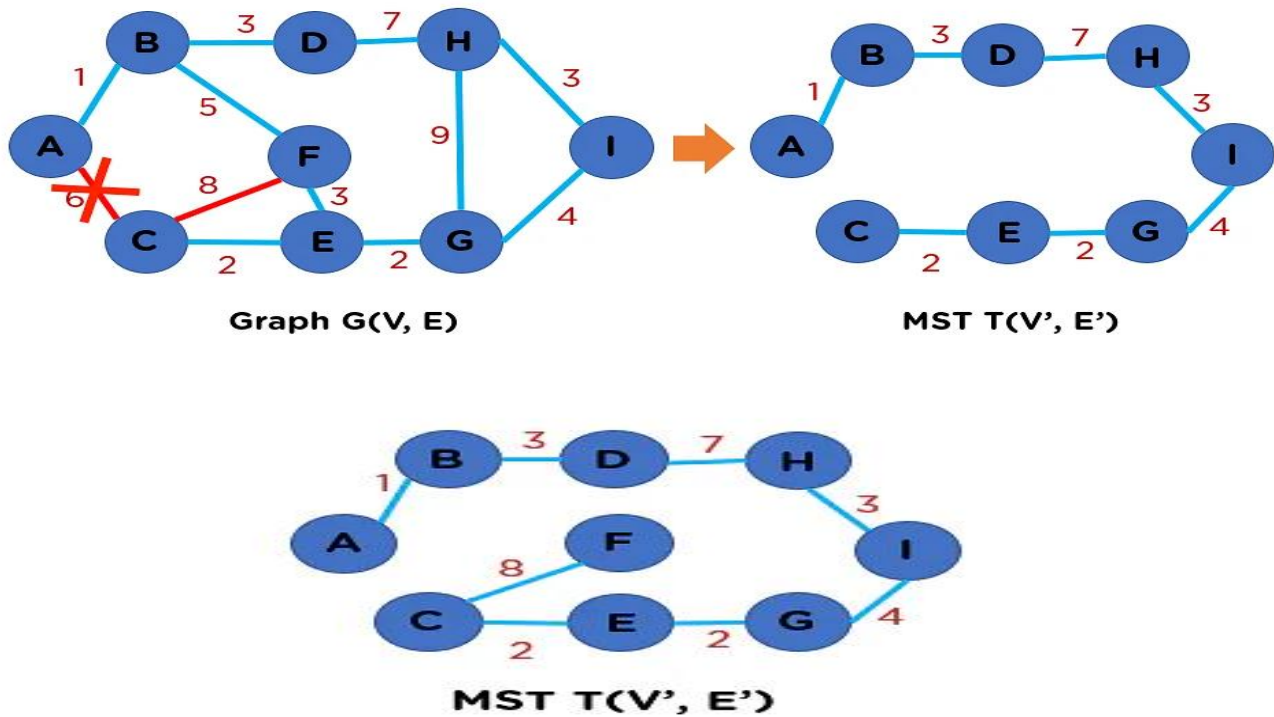 B 3 D 7 H
1 5 3
A F 9 I
6 8 3 4
C 2 E 2 G
Graph G(V, E)
B 3 D 7 H
1 3
A I
C 2 E 2 G 4
MST T(V’, E’)
B 3 D 7 H
1 3
A F I
8
C 2 E 2 G 4
MST T(V’, E’)